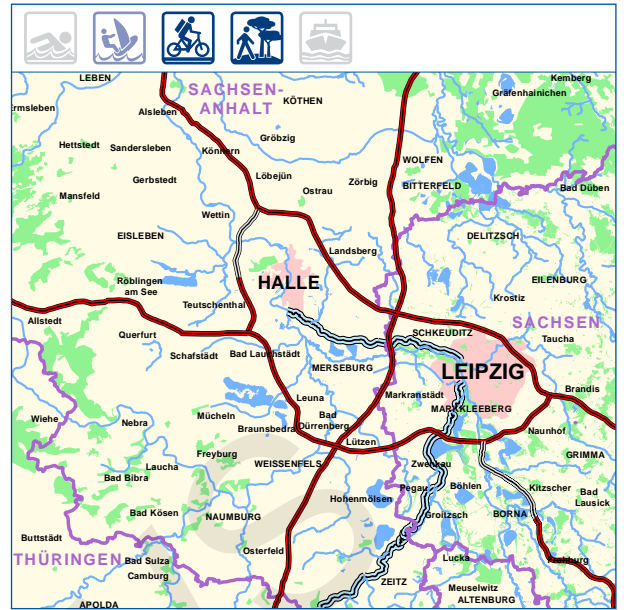 LEBEN
Kemberg
SACHSEN-
ANHALT
KÖTHEN
Gräfenhainichen
Alsleben
Gröbzig
Hettstedt
Sandersleben
Könnern
WOLFEN
Löbejün
Gerbstedt
Zörbig
BITTERFELD
Bad Düben
Mansfeld
Ostrau
Wettin
EISLEBEN
DELITZSCH
Landsberg
Röblingen
am See
HALLE
EILENBURG
Krostiz
Teutschenthal
Allstedt
SACHSEN
Querfurt
SCHKEUDITZ
Taucha
Schafstädt
Bad Lauchstädt
MERSEBURG
LEIPZIG
Leuna
Markranstädt
Brandis
MARKKLEEBERG
Wiehe
Mücheln
Bad
Dürrenberg
Nebra
Braunsbedra
Naunhof
Lützen
Freyburg
GRIMMA
Laucha
WEISSENFELS
Zwenkau
Bad Bibra
Pegau
Böhlen
Kitzscher
Bad
Lausick
Hohenmölsen
Bad Kösen
NAUMBURG
Groitzsch
BORNA
Buttstädt
Osterfeld
THÜRINGEN
Bad Sulza
Lucka
Frohburg
Camburg
ZEITZ
Meuselwitz
APOLDA
ALTENBURG